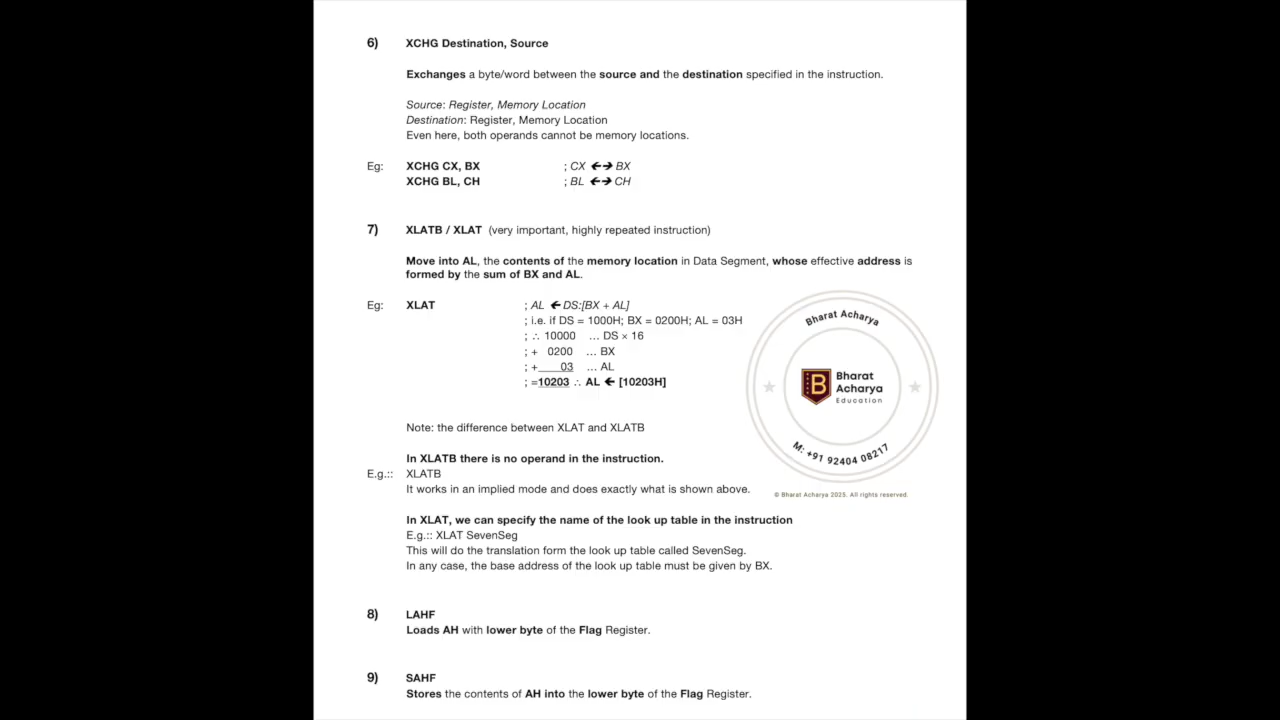 6) XCHG Destination, Source
Exchanges a byte/word between the source and the destination specified in the instruction.
Source: Register, Memory Location
Destination: Register, Memory Location
Even here, both operands cannot be memory locations.
Eg: XCHG CX, BX ; CX ←→ BX
XCHG BL, CH ; BL ←→ CH
7) XLATB / XLAT (very important, highly repeated instruction)
Move into AL, the contents of the memory location in Data Segment, whose effective address is
formed by the sum of BX and AL.
Eg: XLAT ; AL ← DS:[BX + AL]
; i.e. if DS = 1000H; BX = 0200H; AL = 03H
; ∴ 10000 … DS × 16
; + 0200 … BX
; + 03 … AL
; =10203 ∴ AL ← [10203H]
Note: the difference between XLAT and XLATB
In XLATB there is no operand in the instruction.
E.g.:: XLATB
It works in an implied mode and does exactly what is shown above.
In XLAT, we can specify the name of the look up table in the instruction
E.g.:: XLAT SevenSeg
This will do the translation form the look up table called SevenSeg.
In any case, the base address of the look up table must be given by BX.
8) LAHF
Loads AH with lower byte of the Flag Register.
9) SAHF
Stores the contents of AH into the lower byte of the Flag Register.
Bharat Acharya
B
Bharat
Acharya
Education
M: +91 92404 08217
© Bharat Acharya 2025. All rights reserved.